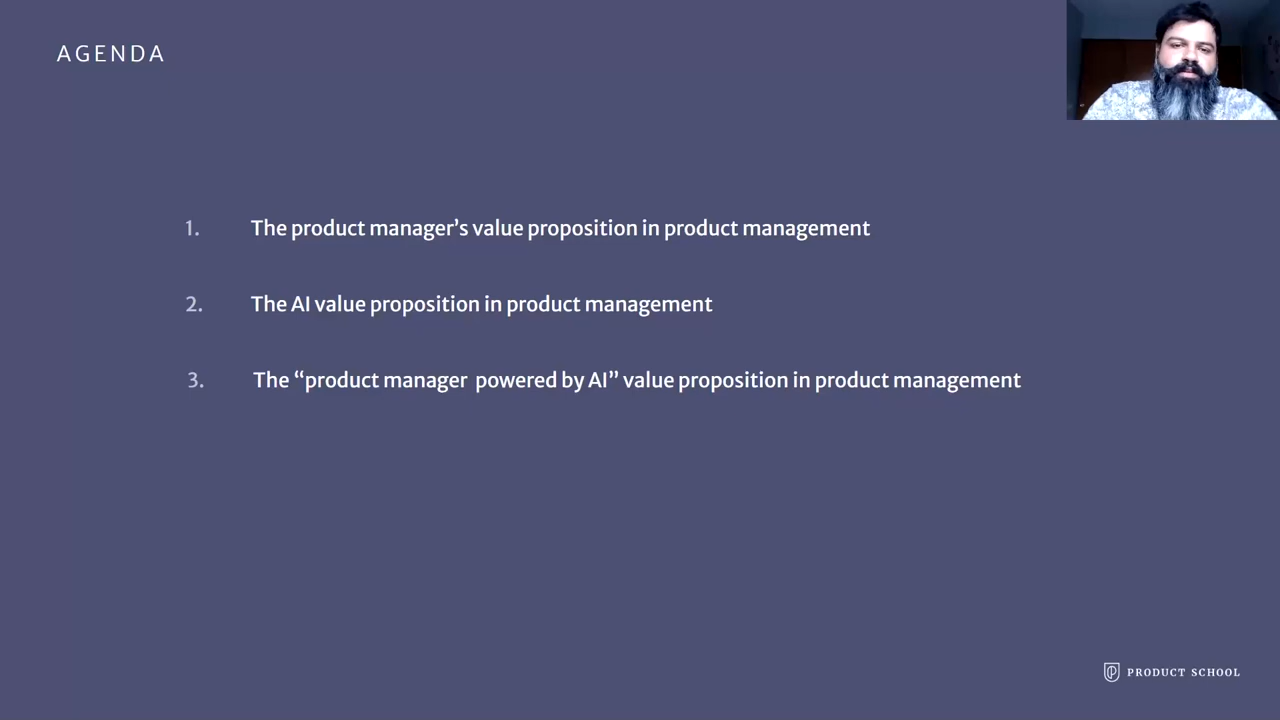 AGENDA
1. The product manager’s value proposition in product management
2. The AI value proposition in product management
3. The “product manager  powered by AI” value proposition in product management
PRODUCT SCHOOL